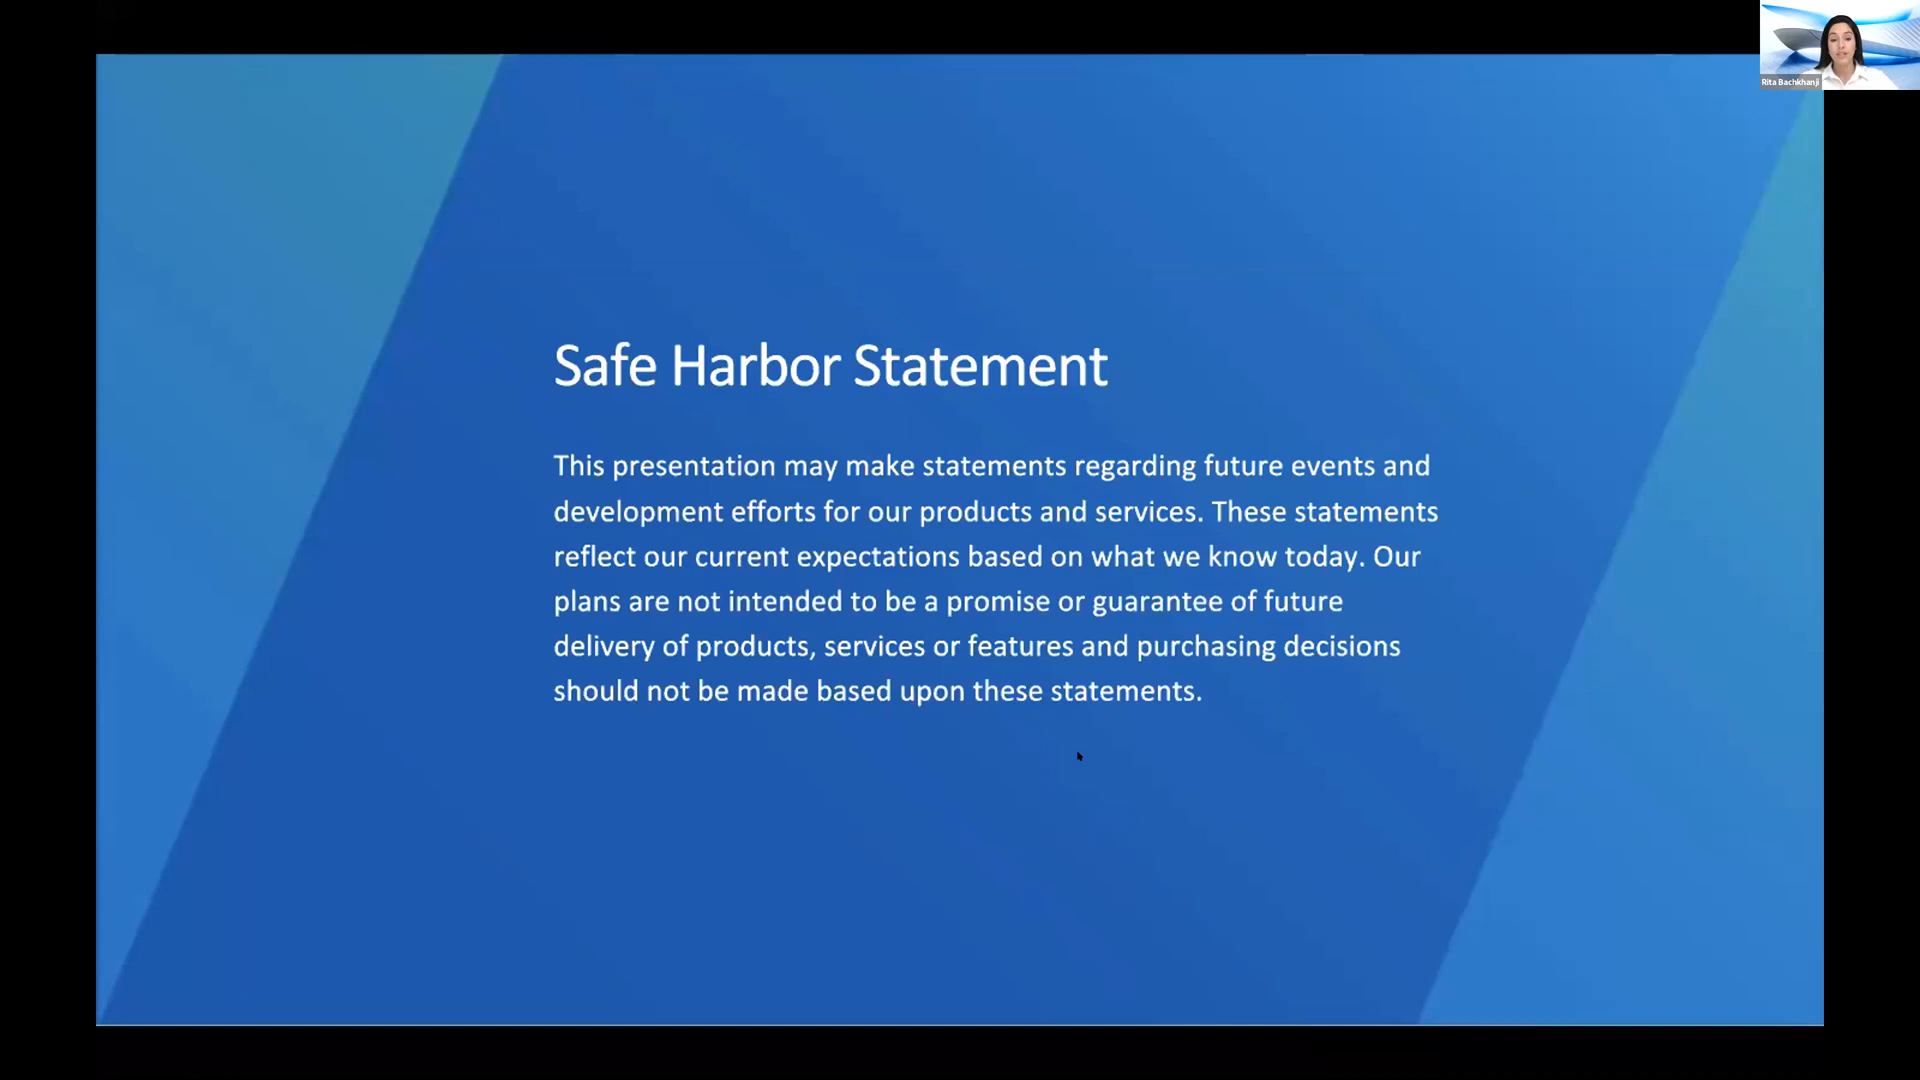 Rita Bachkhanji
Safe Harbor Statement
This presentation may make statements regarding future events and
development efforts for our products and services. These statements
reflect our current expectations based on what we know today. Our
plans are not intended to be a promise or guarantee of future
delivery of products, services or features and purchasing decisions
should not be made based upon these statements.